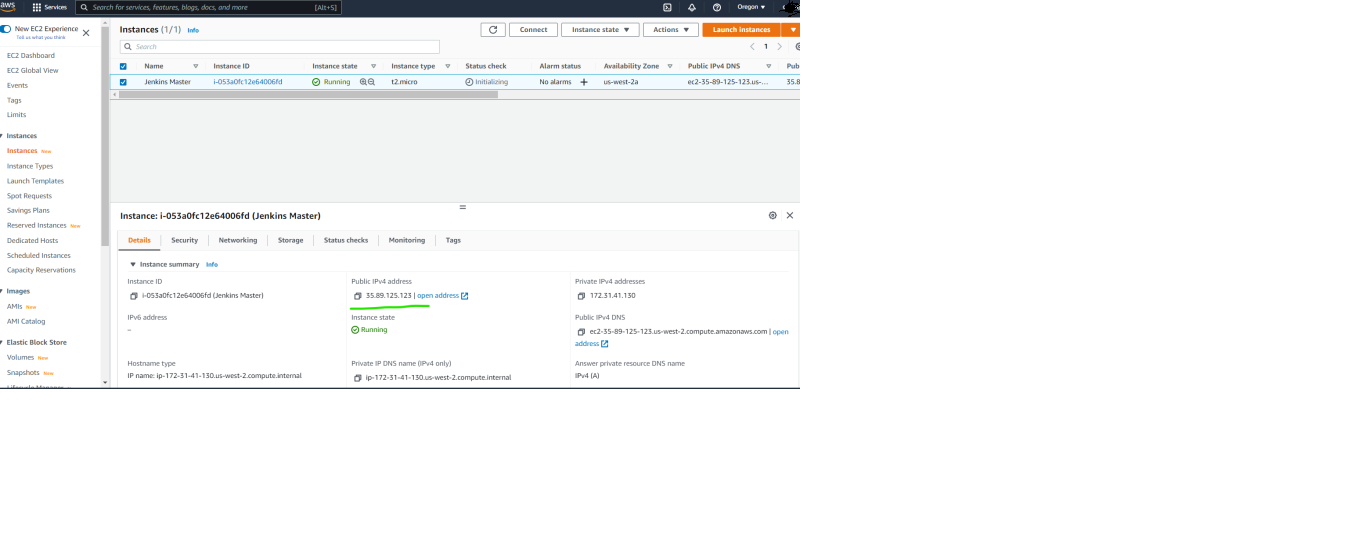 aws Services Search for services, features, blogs, docs, and more [Alt+S] Oregon ▼
New EC2 Experience
Tell us what you think
EC2 Dashboard
EC2 Global View
Events
Tags
Limits
Instances
Instances New
Instance Types
Launch Templates
Spot Requests
Savings Plans
Reserved Instances New
Dedicated Hosts
Scheduled Instances
Capacity Reservations
Images
AMIs New
AMI Catalog
Elastic Block Store
Volumes New
Snapshots New
Lifecycle Manager
Instances (1/1) Info
Connect Instance state ▼ Actions ▼ Launch instances ▼
Search
1
Name Instance ID Instance state Instance type Status check Alarm status Availability Zone Public IPv4 DNS Pub
Jenkins Master i-053a0fc12e64006fd Running t2.micro Initializing No alarms + us-west-2a ec2-35-89-125-123.us-... 35.8
Instance: i-053a0fc12e64006fd (Jenkins Master)
Details Security Networking Storage Status checks Monitoring Tags
▼ Instance summary Info
Instance ID
i-053a0fc12e64006fd (Jenkins Master)
Public IPv4 address
35.89.125.123 | open address
Private IPv4 addresses
172.31.41.130
IPv6 address
–
Instance state
Running
Public IPv4 DNS
ec2-35-89-125-123.us-west-2.compute.amazonaws.com | open
address
Hostname type
IP name: ip-172-31-41-130.us-west-2.compute.internal
Private IP DNS name (IPv4 only)
ip-172-31-41-130.us-west-2.compute.internal
Answer private resource DNS name
IPv4 (A)